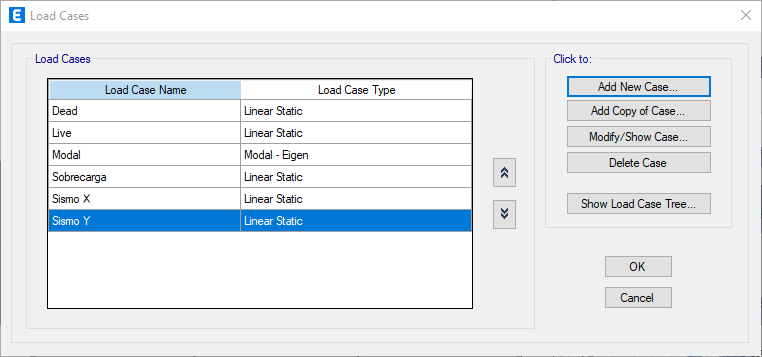 E Load Cases
Load Cases
Load Case Name Load Case Type
Dead Linear Static
Live Linear Static
Modal Modal - Eigen
Sobrecarga Linear Static
Sismo X Linear Static
Sismo Y Linear Static
Click to:
Add New Case...
Add Copy of Case...
Modify/Show Case...
Delete Case
Show Load Case Tree...
OK
Cancel